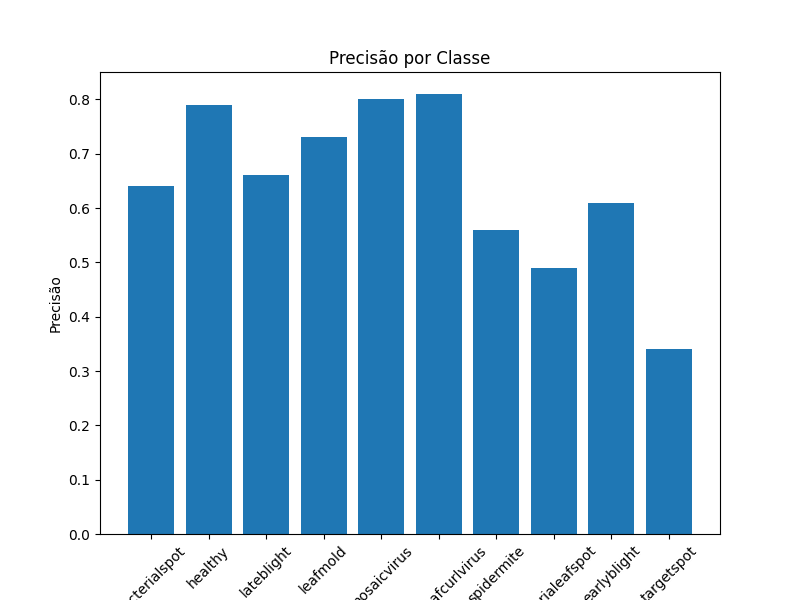 Precisão por Classe
Precisão
0.8
0.7
0.6
0.5
0.4
0.3
0.2
0.1
0.0
healthy
lateblight
leafmold
spidermite
earlyblight
targetspot